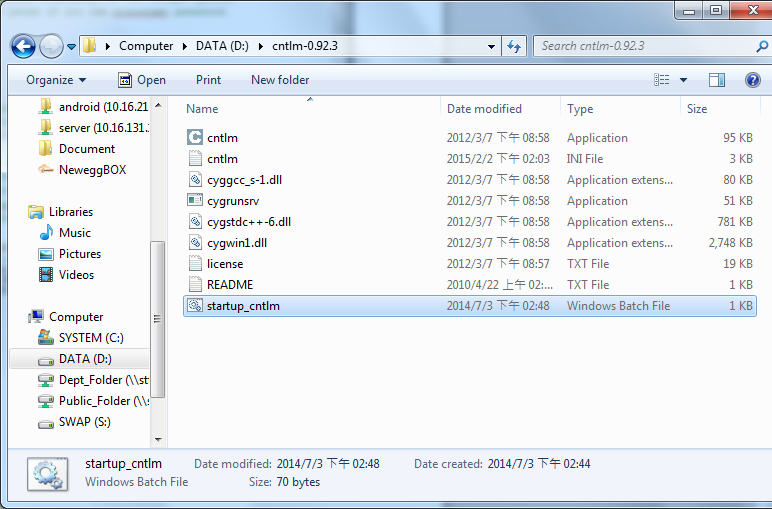 Computer ▸ DATA (D:) ▸ cntlm-0.92.3
Search cntlm-0.92.3
Organize Open Print New folder
Name Date modified Type Size
android (10.16.21
server (10.16.131.
Document
NeweggBOX
Libraries
Music
Pictures
Videos
Computer
SYSTEM (C:)
DATA (D:)
Dept_Folder (\\st
Public_Folder (\\s
SWAP (S:)
cntlm 2012/3/7 下午 08:58 Application 95 KB
cntlm 2015/2/2 下午 02:03 INI File 3 KB
cyggcc_s-1.dll 2012/3/7 下午 08:58 Application extens... 80 KB
cygrunsrv 2012/3/7 下午 08:58 Application 51 KB
cygstdc++-6.dll 2012/3/7 下午 08:58 Application extens... 781 KB
cygwin1.dll 2012/3/7 下午 08:58 Application extens... 2,748 KB
license 2012/3/7 下午 08:57 TXT File 19 KB
README 2010/4/22 上午 02:... TXT File 1 KB
startup_cntlm 2014/7/3 下午 02:48 Windows Batch File 1 KB
startup_cntlm Date modified: 2014/7/3 下午 02:48 Date created: 2014/7/3 下午 02:44
Windows Batch File Size: 70 bytes